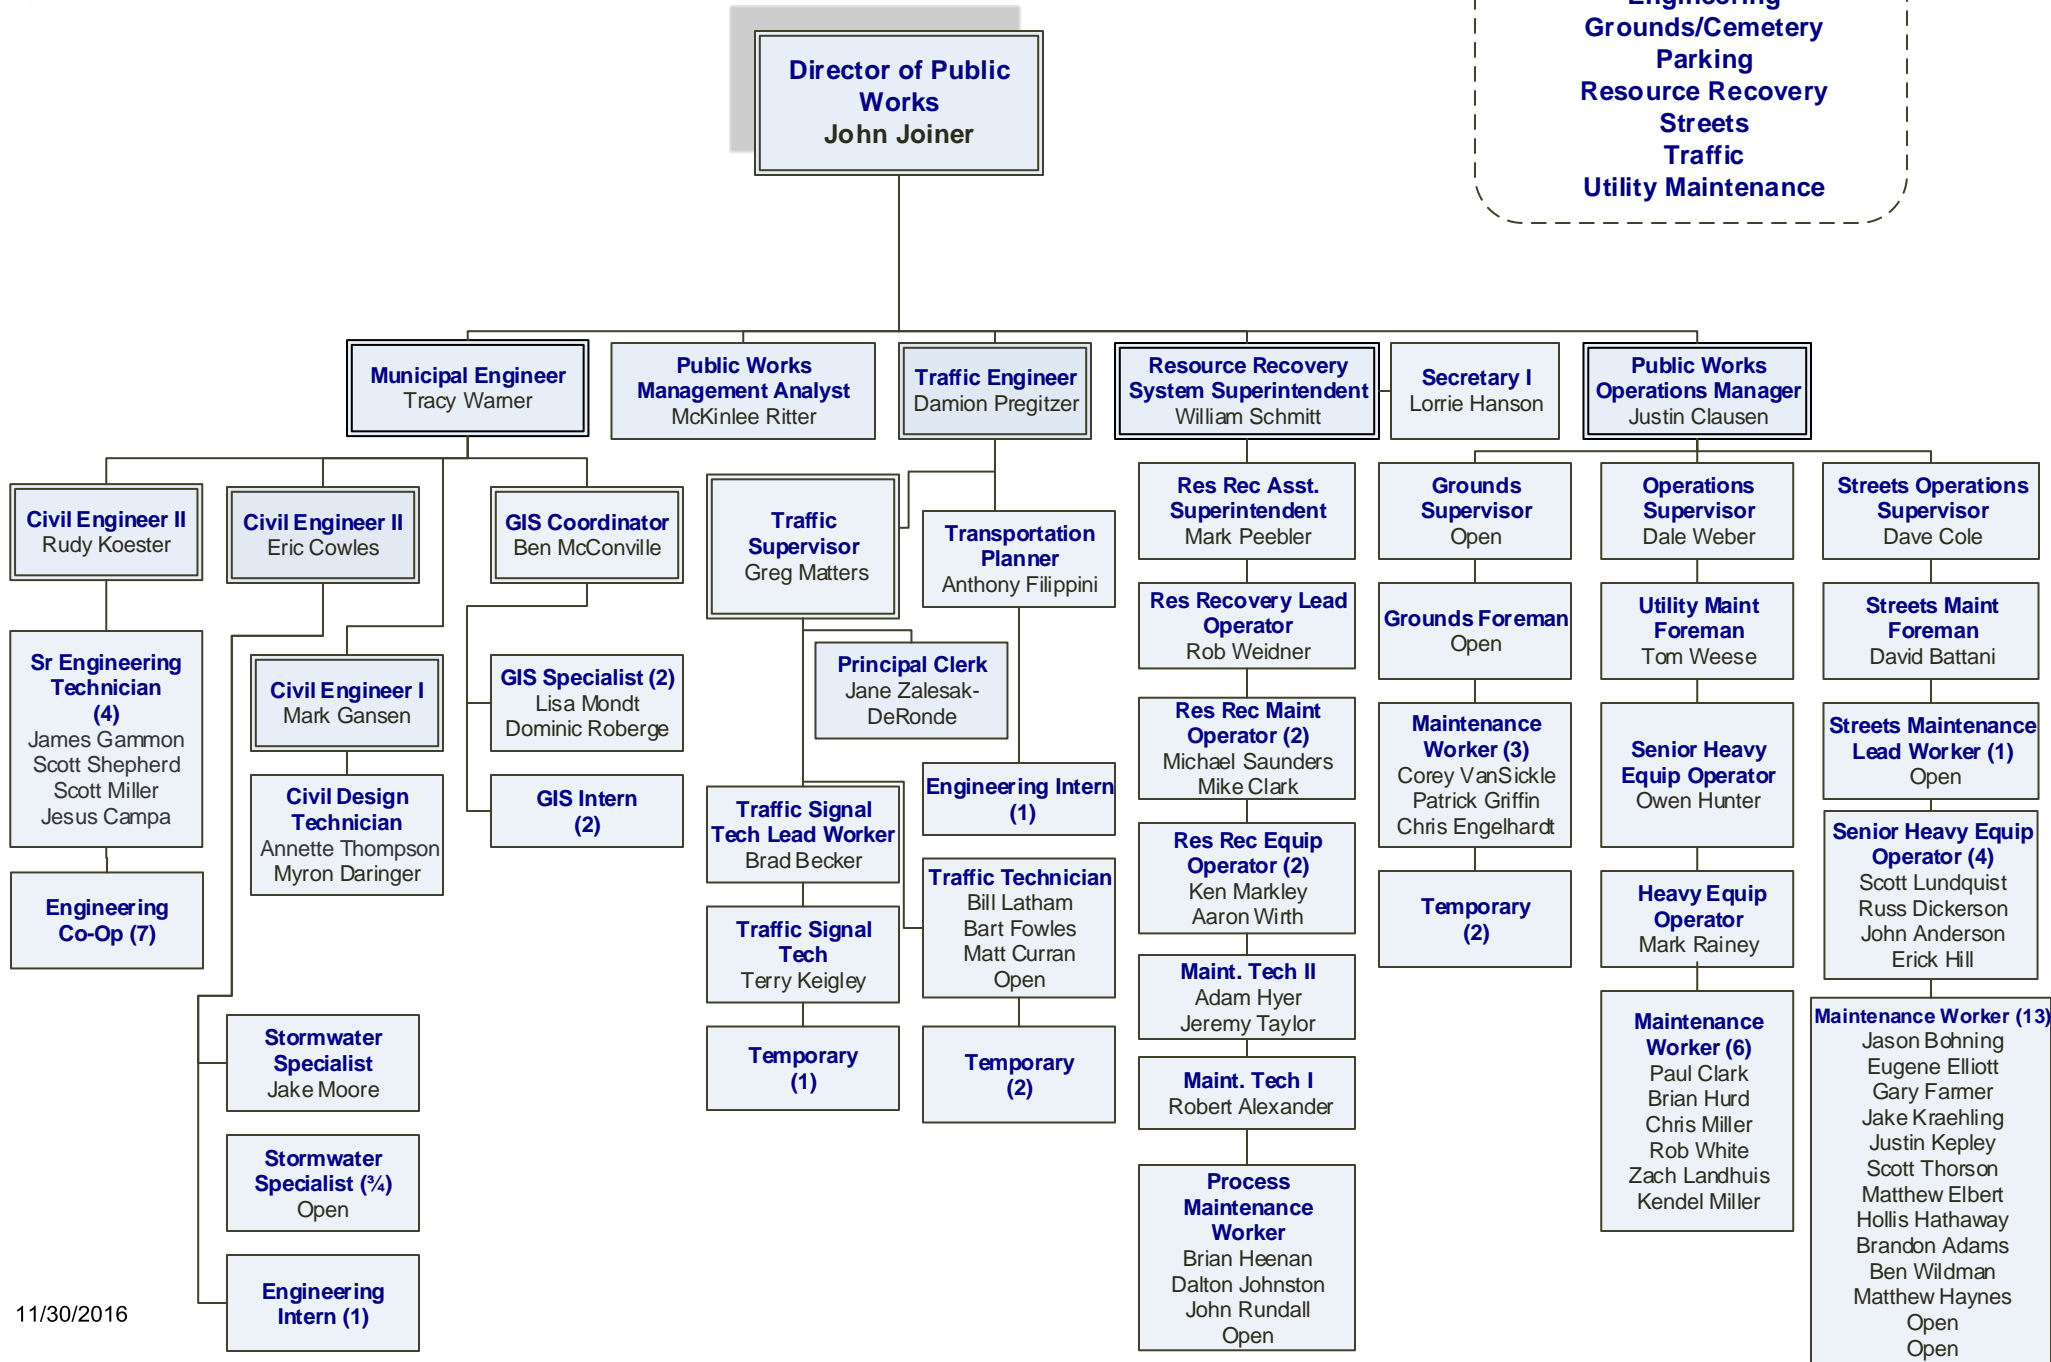 Engineering
Grounds/Cemetery
Parking
Resource Recovery
Streets
Traffic
Utility Maintenance
Director of Public
Works
John Joiner
Municipal Engineer
Tracy Warner
Public Works
Management Analyst
McKinlee Ritter
Traffic Engineer
Damion Pregitzer
Resource Recovery
System Superintendent
William Schmitt
Secretary I
Lorrie Hanson
Public Works
Operations Manager
Justin Clausen
Civil Engineer II
Rudy Koester
Civil Engineer II
Eric Cowles
GIS Coordinator
Ben McConville
Traffic
Supervisor
Greg Matters
Transportation
Planner
Anthony Filippini
Res Rec Asst.
Superintendent
Mark Peebler
Grounds
Supervisor
Open
Operations
Supervisor
Dale Weber
Streets Operations
Supervisor
Dave Cole
Sr Engineering
Technician
(4)
James Gammon
Scott Shepherd
Scott Miller
Jesus Campa
Engineering
Co-Op (7)
Civil Engineer I
Mark Gansen
Civil Design
Technician
Annette Thompson
Myron Daringer
GIS Specialist (2)
Lisa Mondt
Dominic Roberge
GIS Intern
(2)
Stormwater
Specialist
Jake Moore
Stormwater
Specialist (¾)
Open
Engineering
Intern (1)
Principal Clerk
Jane Zalesak-
DeRonde
Traffic Signal
Tech Lead Worker
Brad Becker
Traffic Signal
Tech
Terry Keigley
Temporary
(1)
Engineering Intern
(1)
Traffic Technician
Bill Latham
Bart Fowles
Matt Curran
Open
Temporary
(2)
Res Recovery Lead
Operator
Rob Weidner
Res Rec Maint
Operator (2)
Michael Saunders
Mike Clark
Res Rec Equip
Operator (2)
Ken Markley
Aaron Wirth
Maint. Tech II
Adam Hyer
Jeremy Taylor
Maint. Tech I
Robert Alexander
Process
Maintenance
Worker
Brian Heenan
Dalton Johnston
John Rundall
Open
Grounds Foreman
Open
Maintenance
Worker (3)
Corey VanSickle
Patrick Griffin
Chris Engelhardt
Temporary
(2)
Utility Maint
Foreman
Tom Weese
Senior Heavy
Equip Operator
Owen Hunter
Heavy Equip
Operator
Mark Rainey
Maintenance
Worker (6)
Paul Clark
Brian Hurd
Chris Miller
Rob White
Zach Landhuis
Kendel Miller
Streets Maint
Foreman
David Battani
Streets Maintenance
Lead Worker (1)
Open
Senior Heavy Equip
Operator (4)
Scott Lundquist
Russ Dickerson
John Anderson
Erick Hill
Maintenance Worker (13)
Jason Bohning
Eugene Elliott
Gary Farmer
Jake Kraehling
Justin Kepley
Scott Thorson
Matthew Elbert
Hollis Hathaway
Brandon Adams
Ben Wildman
Matthew Haynes
Open
Open
11/30/2016